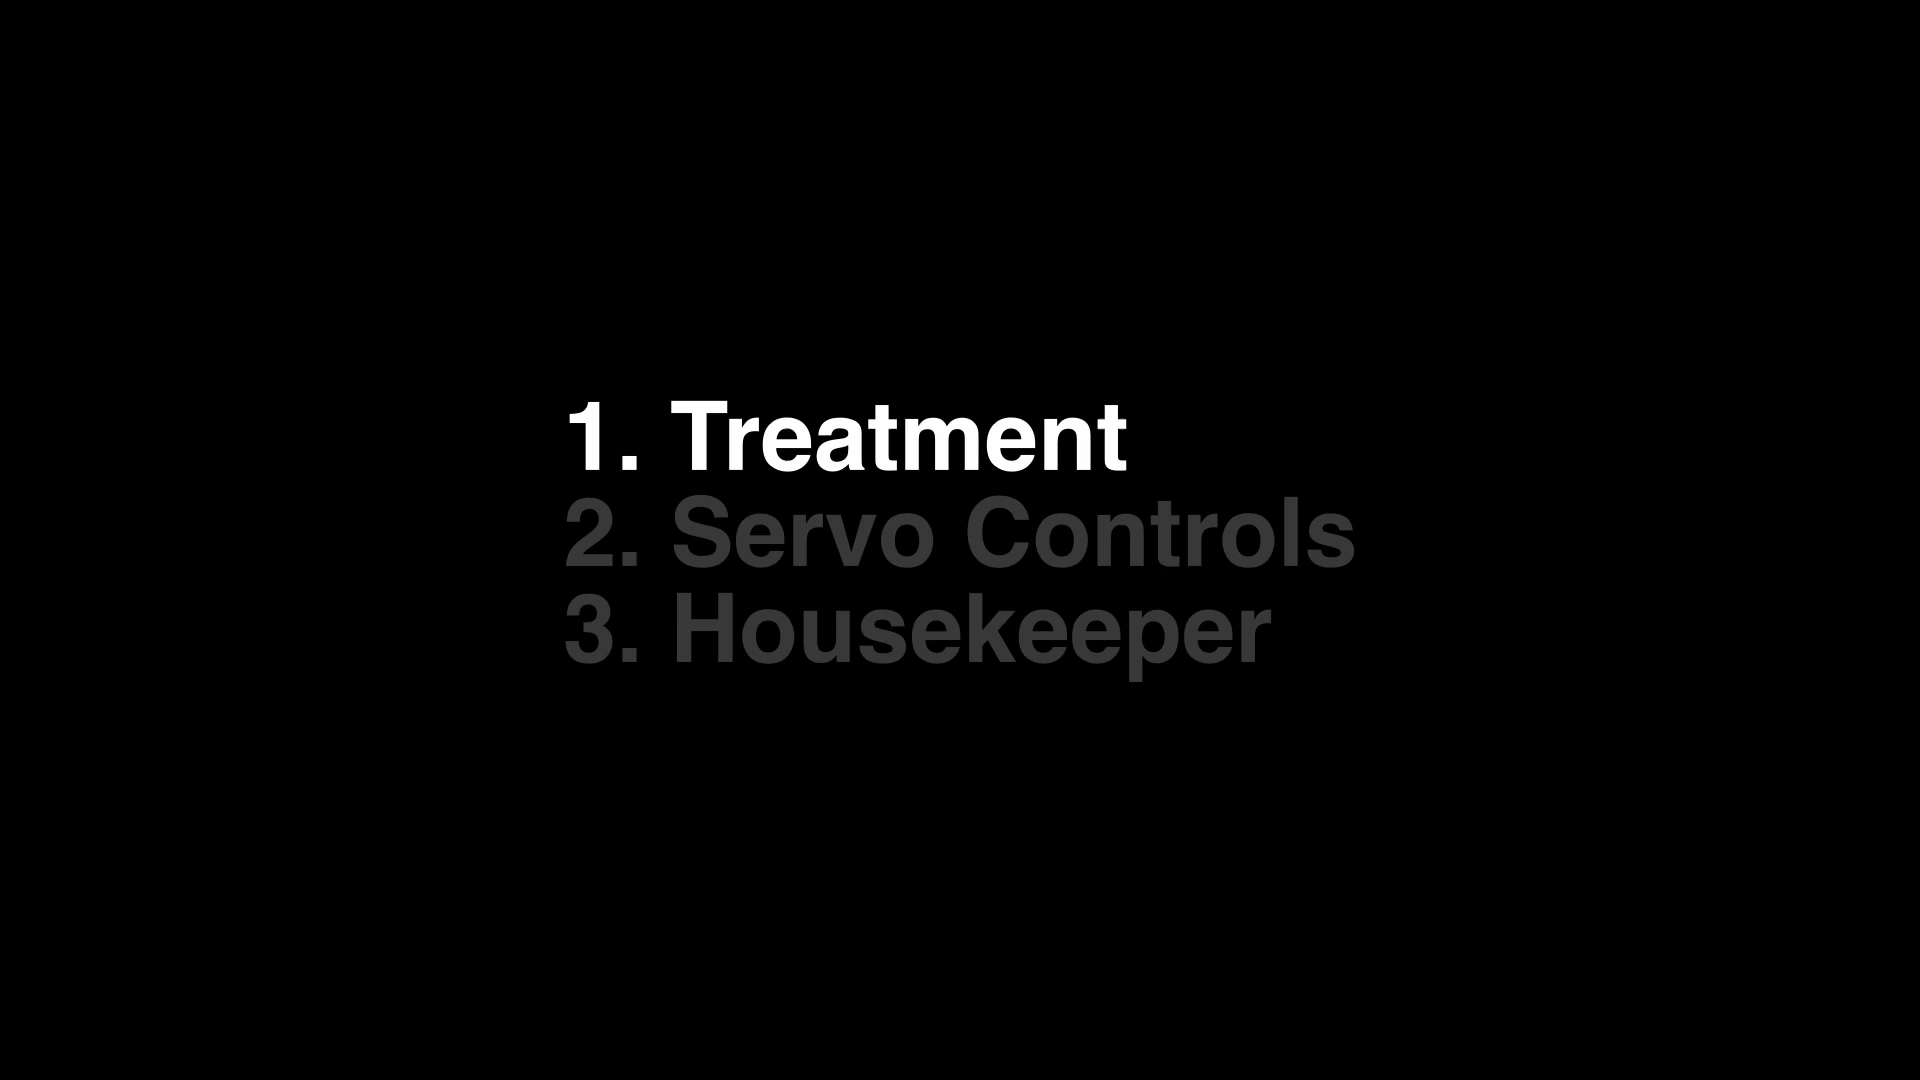 1. Treatment
2. Servo Controls
3. Housekeeper